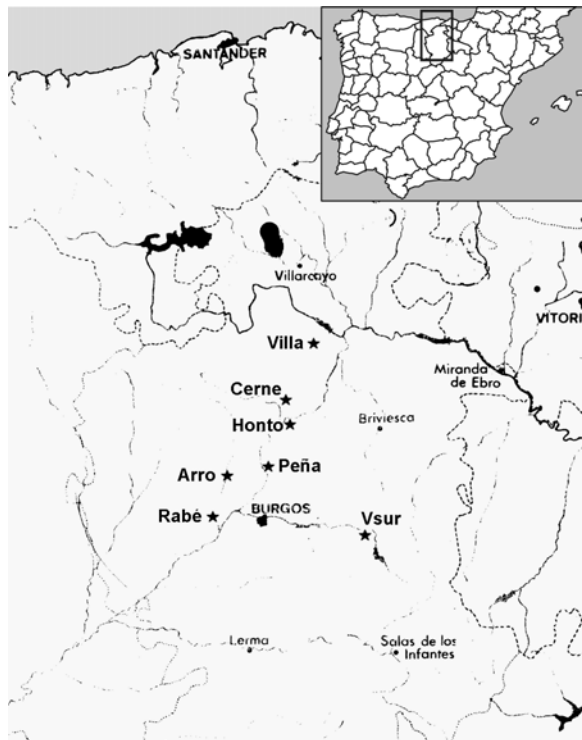 SANTANDER
Villarcayo
VITORI
Villa
Miranda
de Ebro
Cerne
Honto
Briviesca
Peña
Arro
Rabé
BURGOS
Vsur
Lerma
Salas de los
Infantes